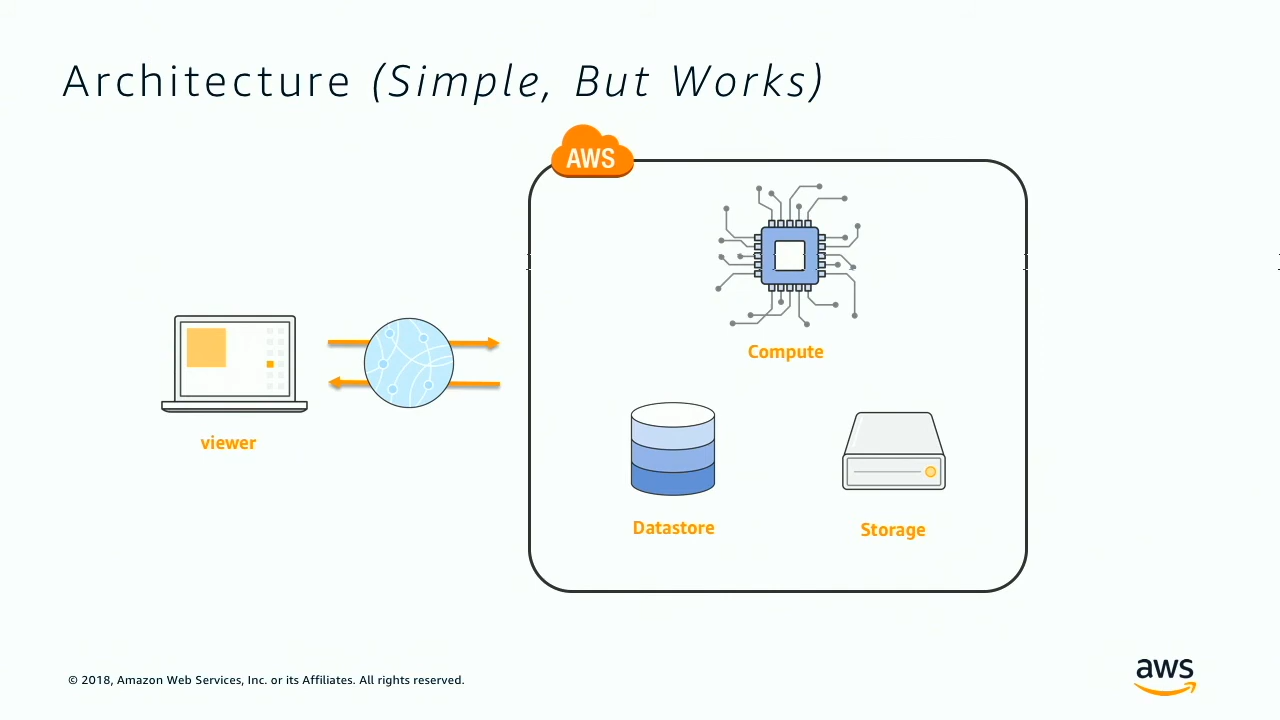 Architecture (Simple, But Works)
AWS
Compute
viewer
Datastore
Storage
© 2018, Amazon Web Services, Inc. or its Affiliates. All rights reserved.
aws